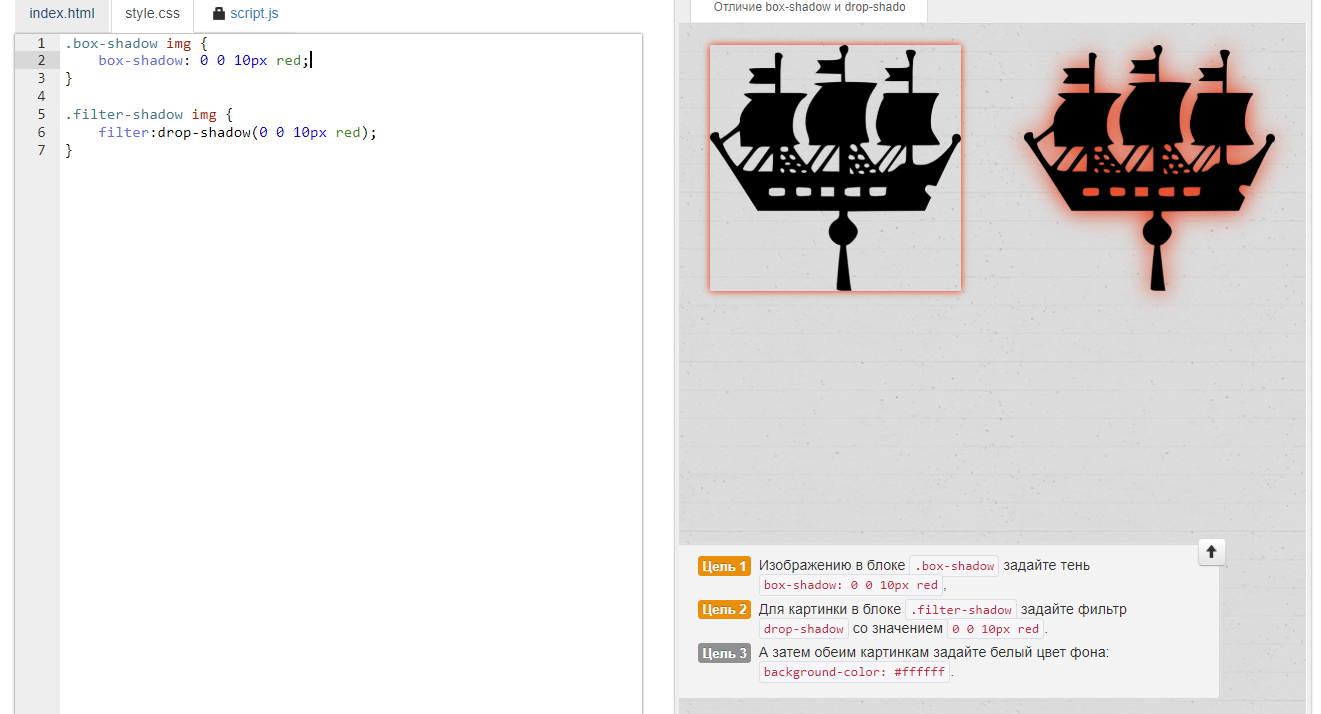 index.html style.css script.js
1 .box-shadow img {
2 box-shadow: 0 0 10px red;
3 }
4
5 .filter-shadow img {
6 filter:drop-shadow(0 0 10px red);
7 }
Отличие box-shadow и drop-shado
Цель 1 Изображению в блоке .box-shadow задайте тень
box-shadow: 0 0 10px red,
Цель 2 Для картинки в блоке .filter-shadow задайте фильтр
drop-shadow со значением 0 0 10px red.
Цель 3 А затем обеим картинкам задайте белый цвет фона:
background-color: #ffffff.